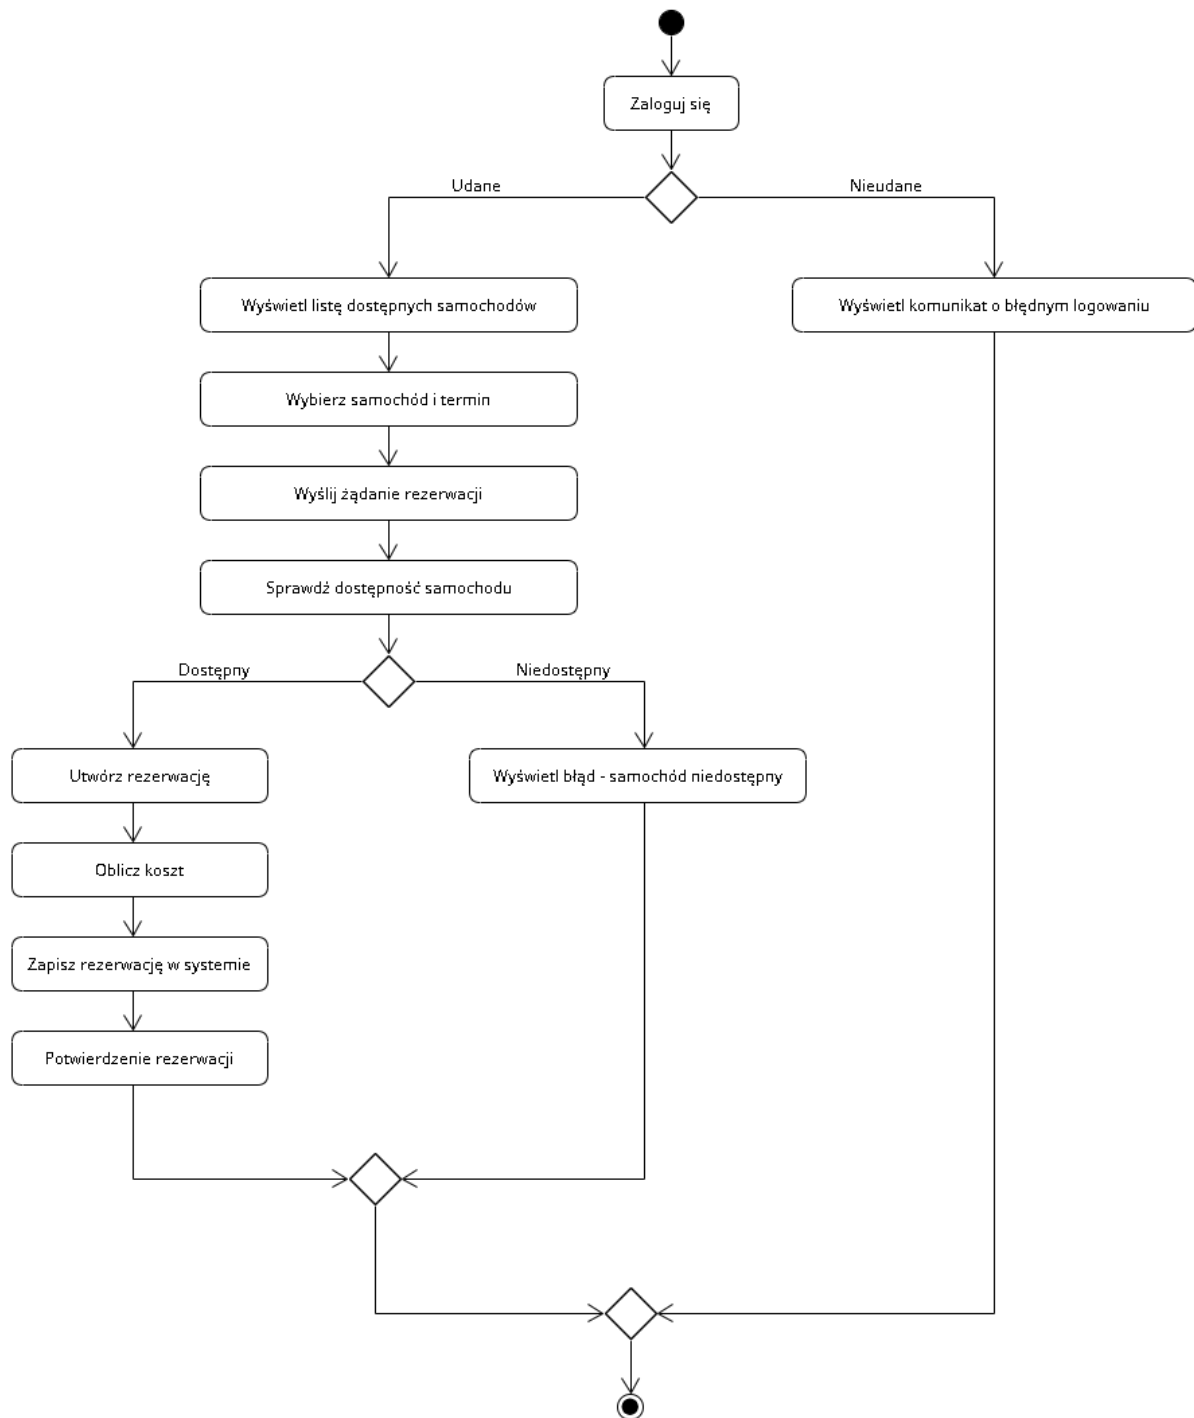 Zaloguj się
Udane
Nieudane
Wyświetl listę dostępnych samochodów
Wyświetl komunikat o błędnym logowaniu
Wybierz samochód i termin
Wyślij żądanie rezerwacji
Sprawdź dostępność samochodu
Dostępny
Niedostępny
Utwórz rezerwację
Wyświetl błąd - samochód niedostępny
Oblicz koszt
Zapisz rezerwację w systemie
Potwierdzenie rezerwacji